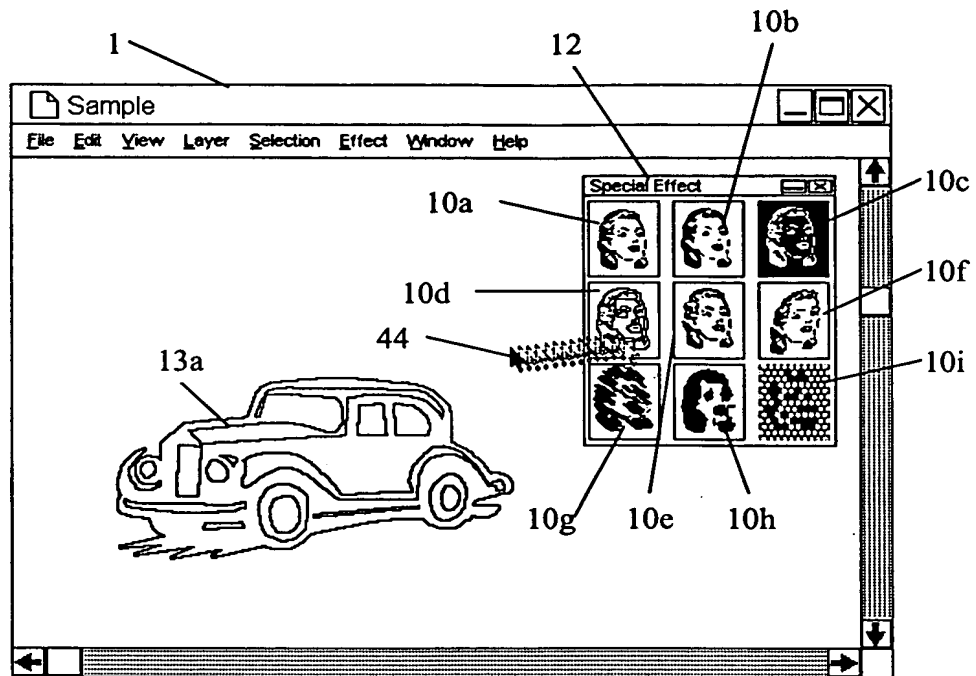 1
12
10b
Sample
File Edit View Layer Selection Effect Window Help
Special Effect
10a
10c
10d
10f
44
13a
10i
10g
10e
10h